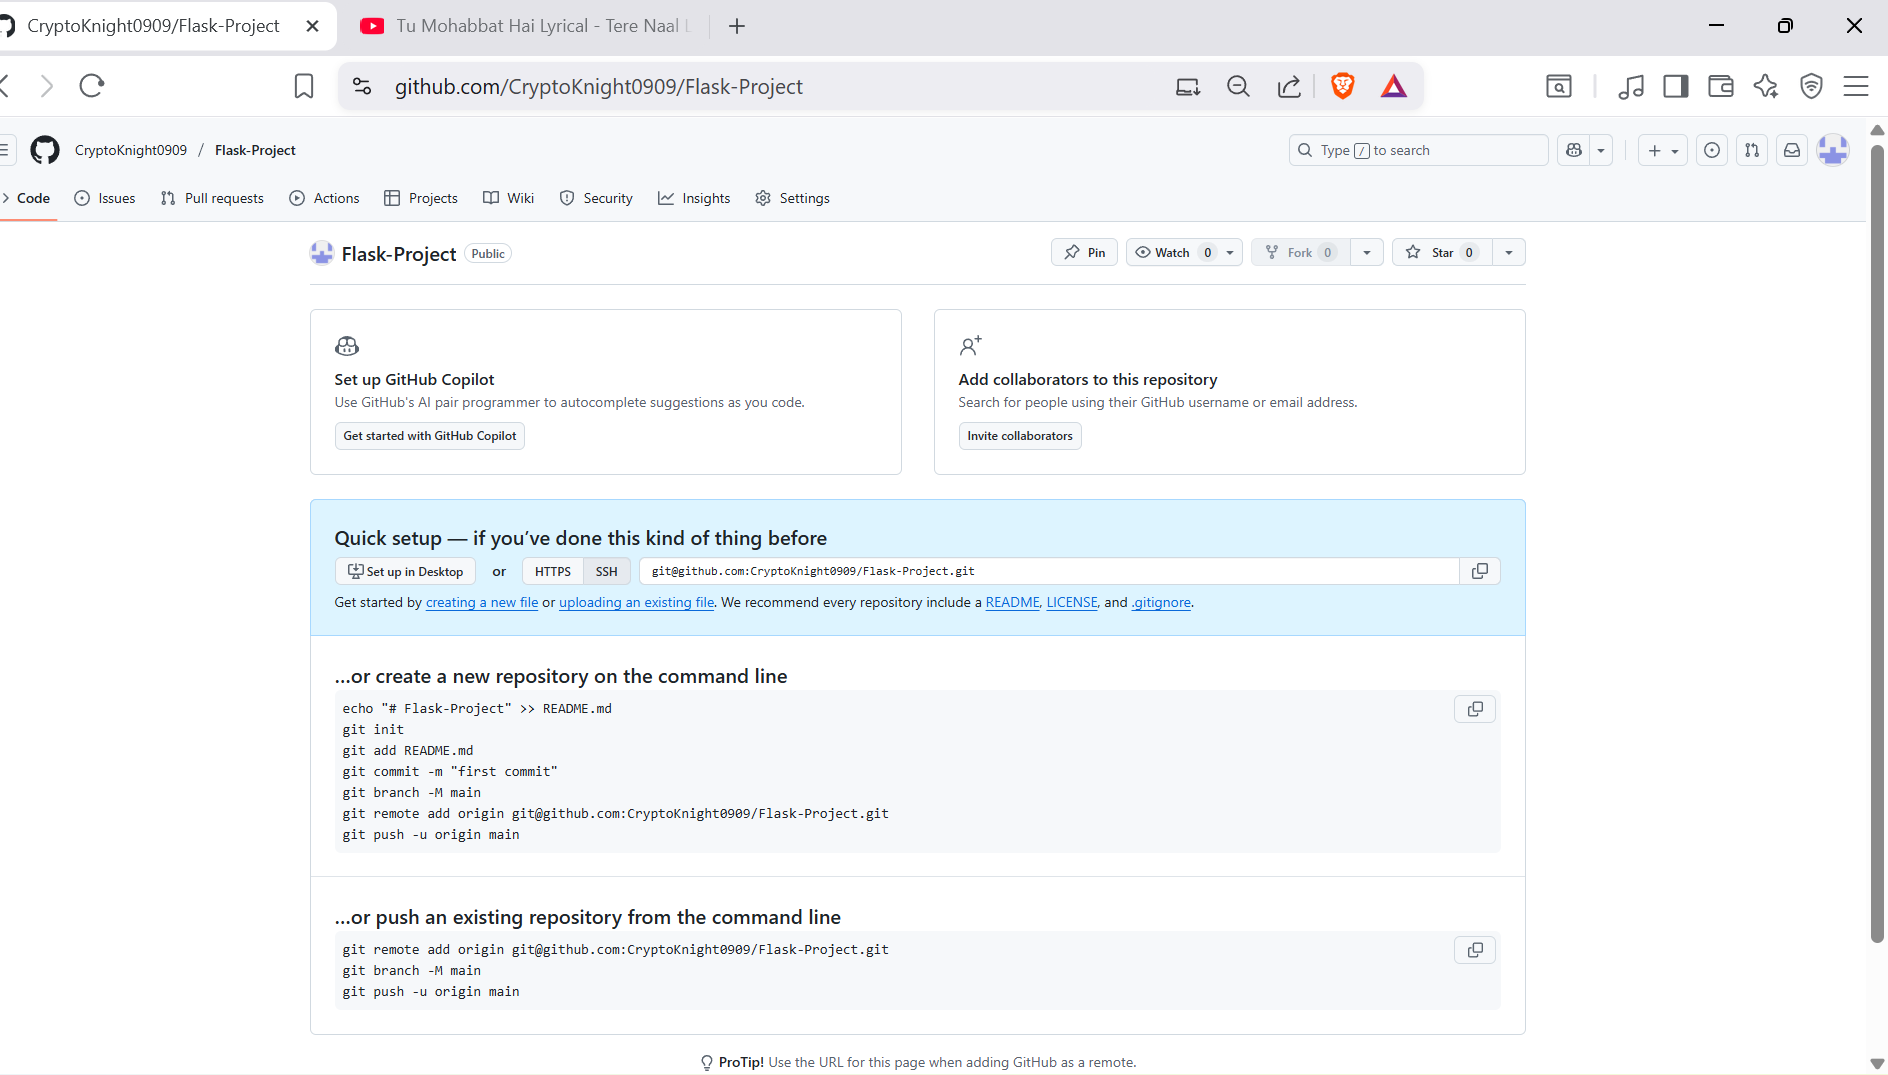 CryptoKnight0909/Flask-Project
Tu Mohabbat Hai Lyrical - Tere Naal L
github.com/CryptoKnight0909/Flask-Project
CryptoKnight0909 / Flask-Project
Type / to search
Code Issues Pull requests Actions Projects Wiki Security Insights Settings
Flask-Project Public
Pin Watch 0 Fork 0 Star 0
Set up GitHub Copilot
Use GitHub's AI pair programmer to autocomplete suggestions as you code.
Get started with GitHub Copilot
Add collaborators to this repository
Search for people using their GitHub username or email address.
Invite collaborators
Quick setup — if you’ve done this kind of thing before
Set up in Desktop or HTTPS SSH git@github.com:CryptoKnight0909/Flask-Project.git
Get started by creating a new file or uploading an existing file. We recommend every repository include a README, LICENSE, and .gitignore.
…or create a new repository on the command line
echo "# Flask-Project" >> README.md
git init
git add README.md
git commit -m "first commit"
git branch -M main
git remote add origin git@github.com:CryptoKnight0909/Flask-Project.git
git push -u origin main
…or push an existing repository from the command line
git remote add origin git@github.com:CryptoKnight0909/Flask-Project.git
git branch -M main
git push -u origin main
ProTip! Use the URL for this page when adding GitHub as a remote.